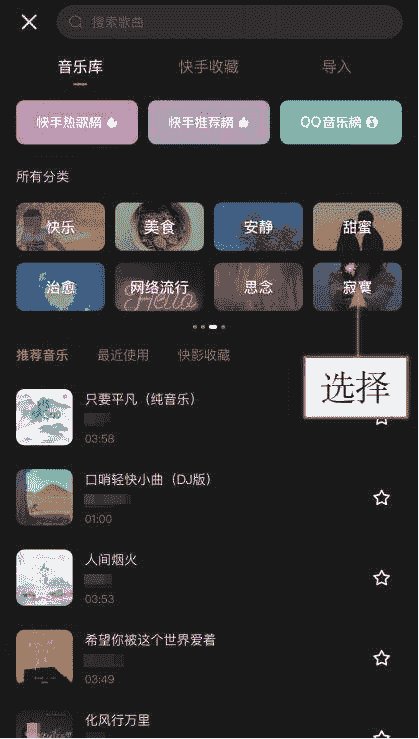 搜索歌曲
音乐库 快手收藏 导入
快手热歌榜 快手推荐榜 QQ音乐榜
所有分类
快乐 美食 安静 甜蜜
治愈 网络流行 思念 寂寞
Hello
推荐音乐 最近使用 快影收藏
选择
只要平凡（纯音乐）
03:58
口哨轻快小曲（DJ版）
01:00
人间烟火
03:53
希望你被这个世界爱着
03:49
化风行万里